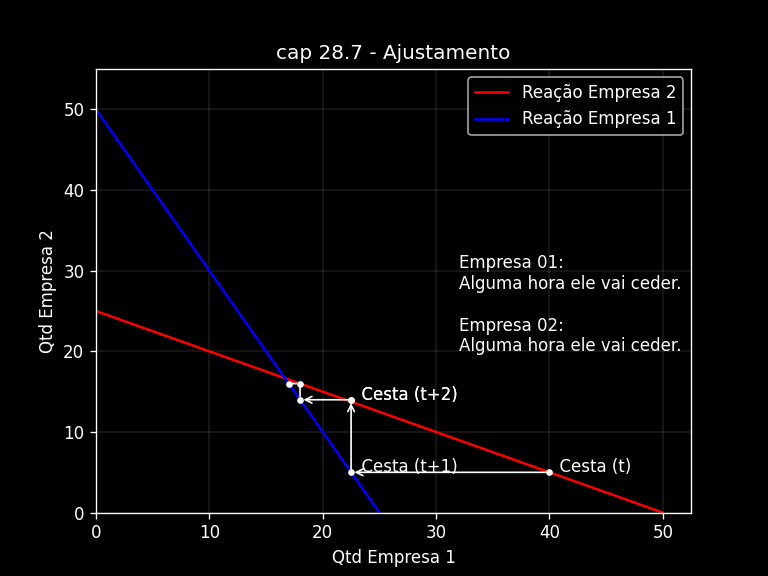 cap 28.7 - Ajustamento
Reação Empresa 2
Reação Empresa 1
50
40
30
20
10
0
Qtd Empresa 2
Empresa 01:
Alguma hora ele vai ceder.
Empresa 02:
Alguma hora ele vai ceder.
Cesta (t+2)
Cesta (t+1)
Cesta (t)
0
10
20
30
40
50
Qtd Empresa 1